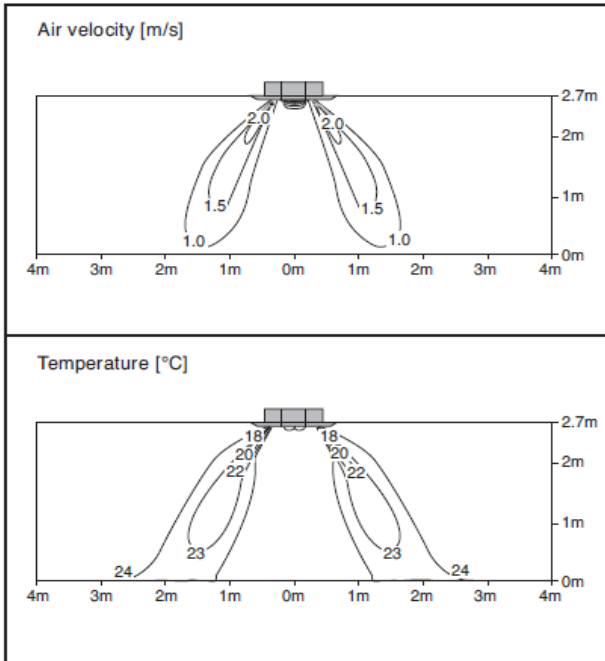 Air velocity [m/s]
2.7m
2.0 2.0
2m
1.5 1.5
1m
1.0 1.0
0m
4m 3m 2m 1m 0m 1m 2m 3m 4m
Temperature [°C]
2.7m
18 18
20 20
2m
22 22
1m
23 23
24 24
0m
4m 3m 2m 1m 0m 1m 2m 3m 4m